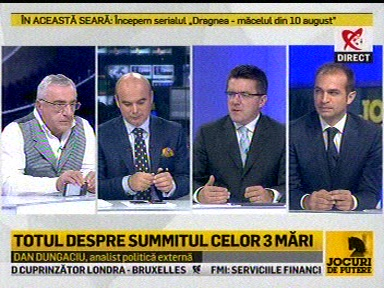 ÎN ACEASTĂ SEARĂ: Începem serialul „Dragnea - măcelul din 10 august”
DIRECT
TOTUL DESPRE SUMMITUL CELOR 3 MĂRI
DAN DUNGACIU, analist politică externă
D CUPRINZĂTOR LONDRA - BRUXELLES FMI: SERVICIILE FINANCI
JOCURI
DE PUTERE